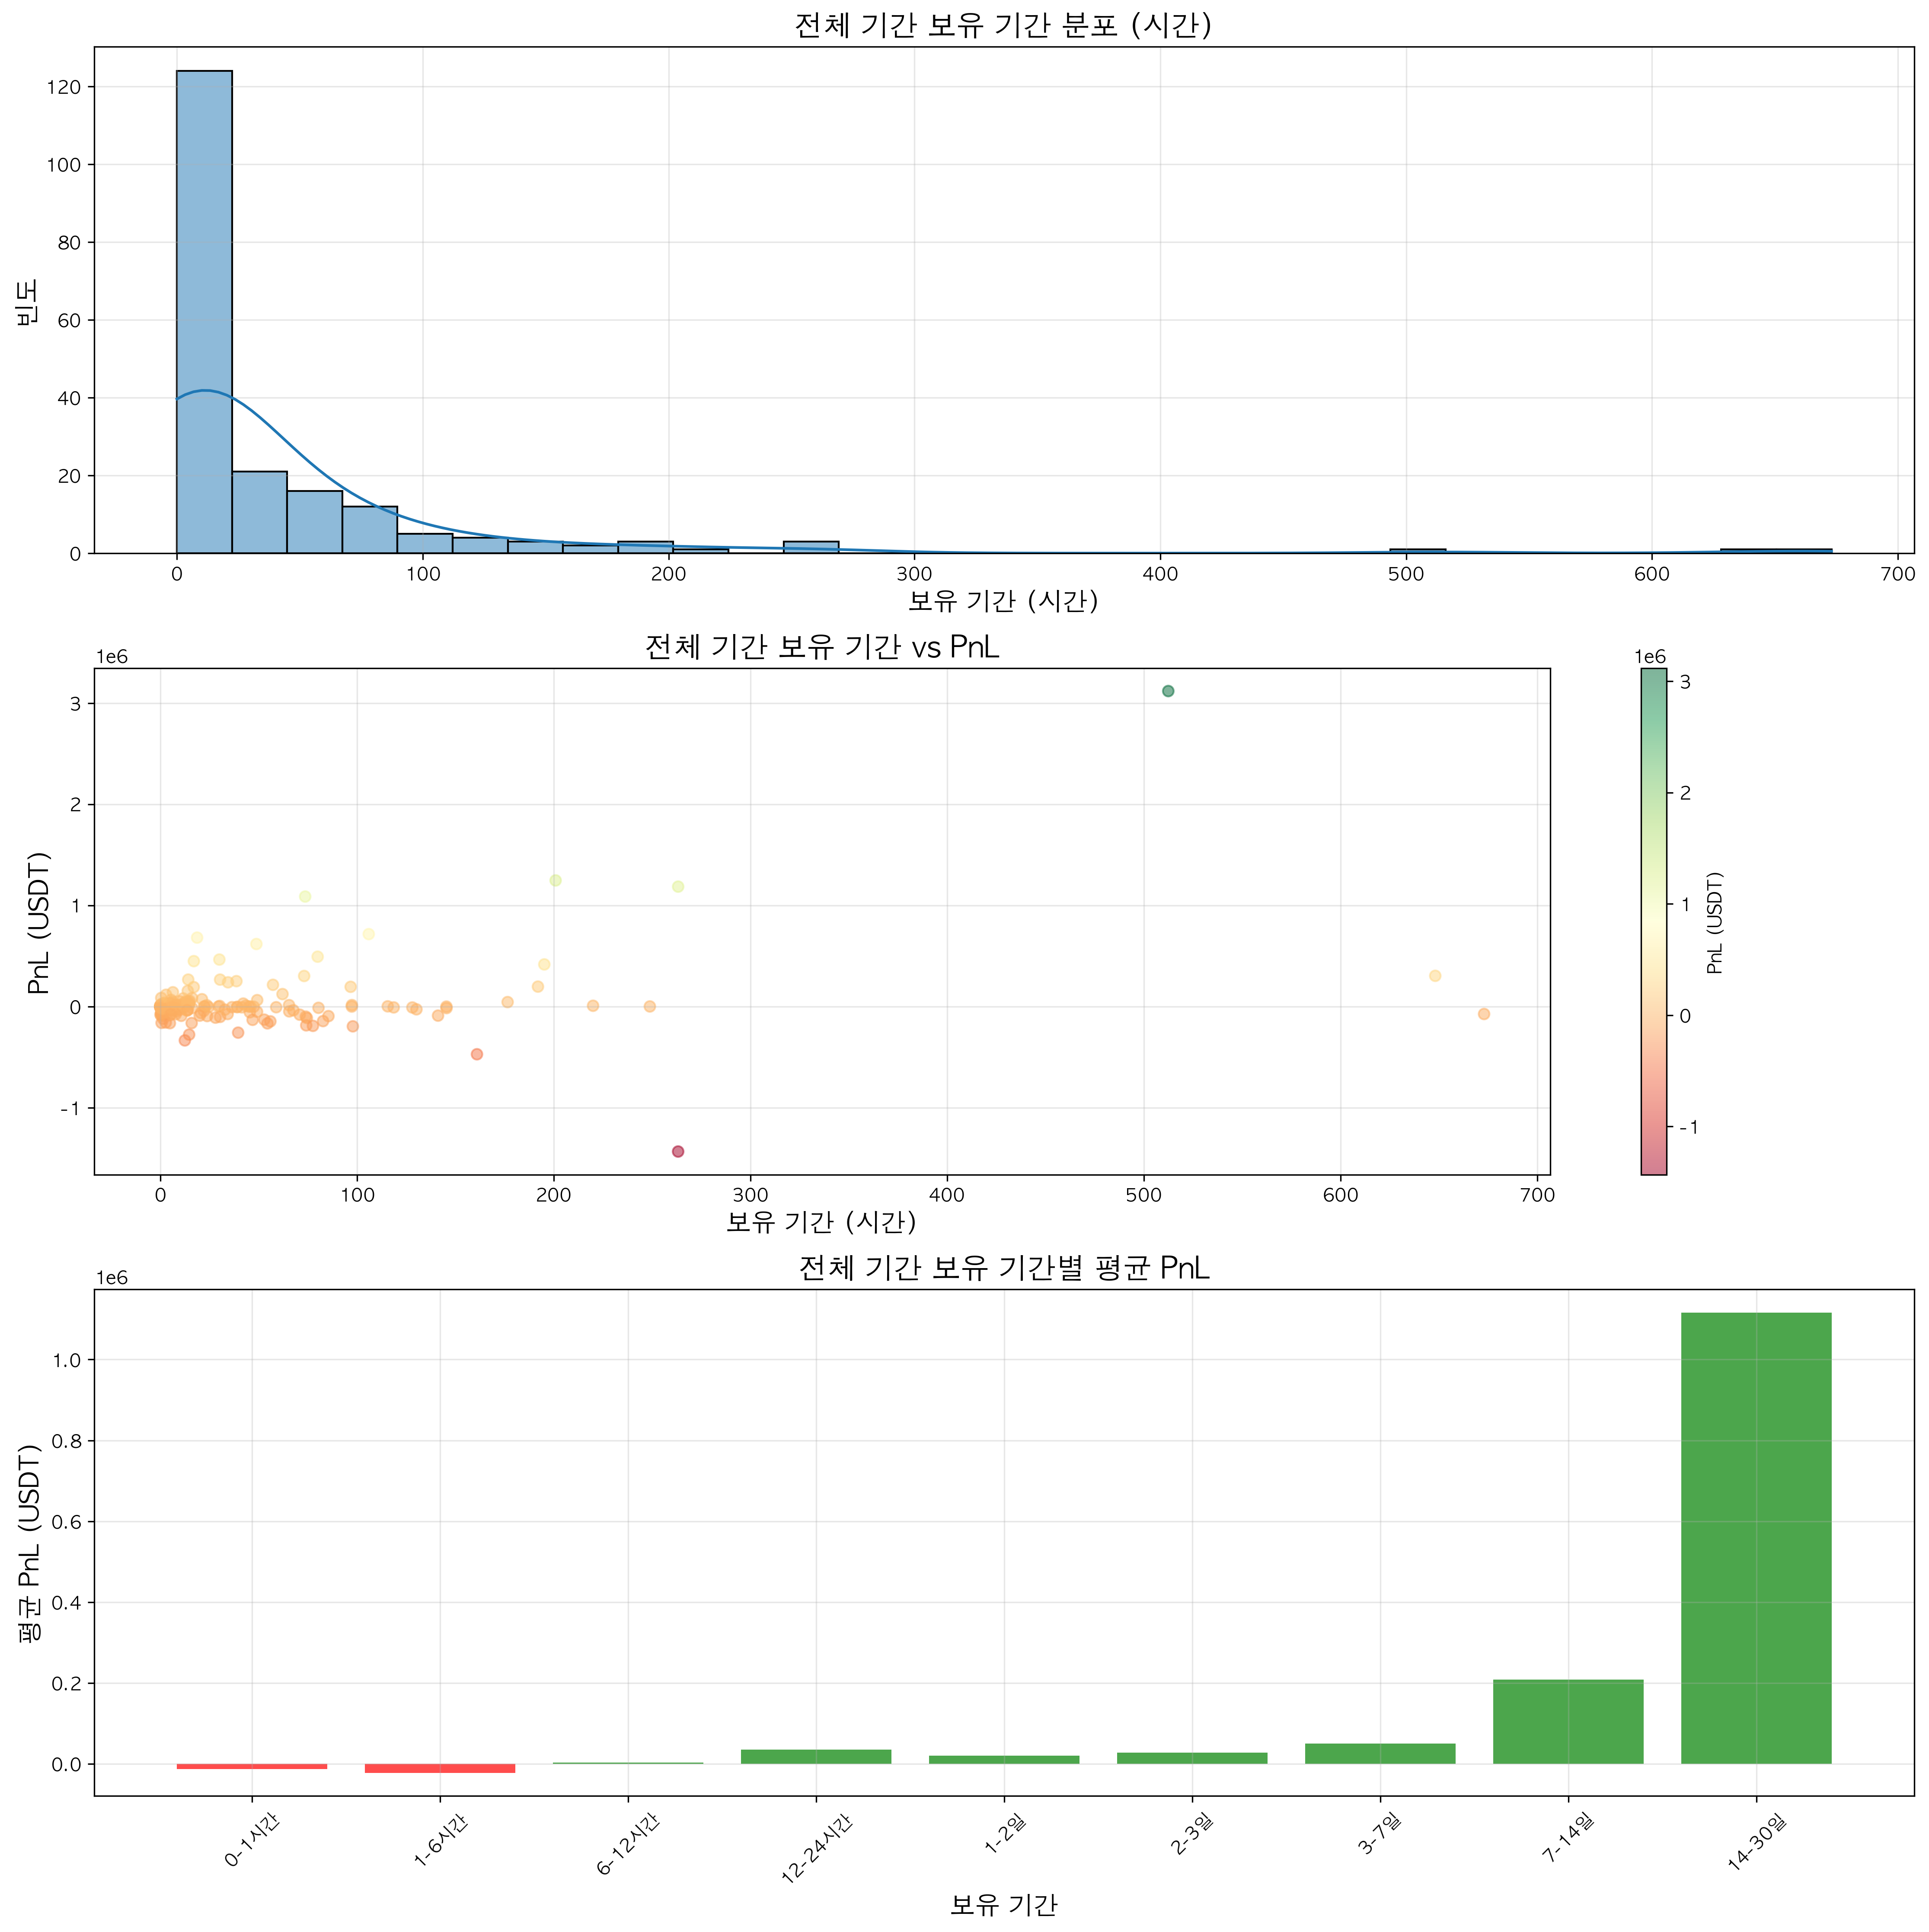 전체 기간 보유 기간 분포 (시간)
빈도
120
100
80
60
40
20
0
0 100 200 300 400 500 600 700
보유 기간 (시간)
전체 기간 보유 기간 vs PnL
1e6
PnL (USDT)
3
2
1
0
-1
0 100 200 300 400 500 600 700
보유 기간 (시간)
1e6
3
2
1
0
-1
PnL (USDT)
전체 기간 보유 기간별 평균 PnL
1e6
평균 PnL (USDT)
1.0
0.8
0.6
0.4
0.2
0.0
0-1시간 1-6시간 6-12시간 12-24시간 1-2일 2-3일 3-7일 7-14일 14-30일
보유 기간